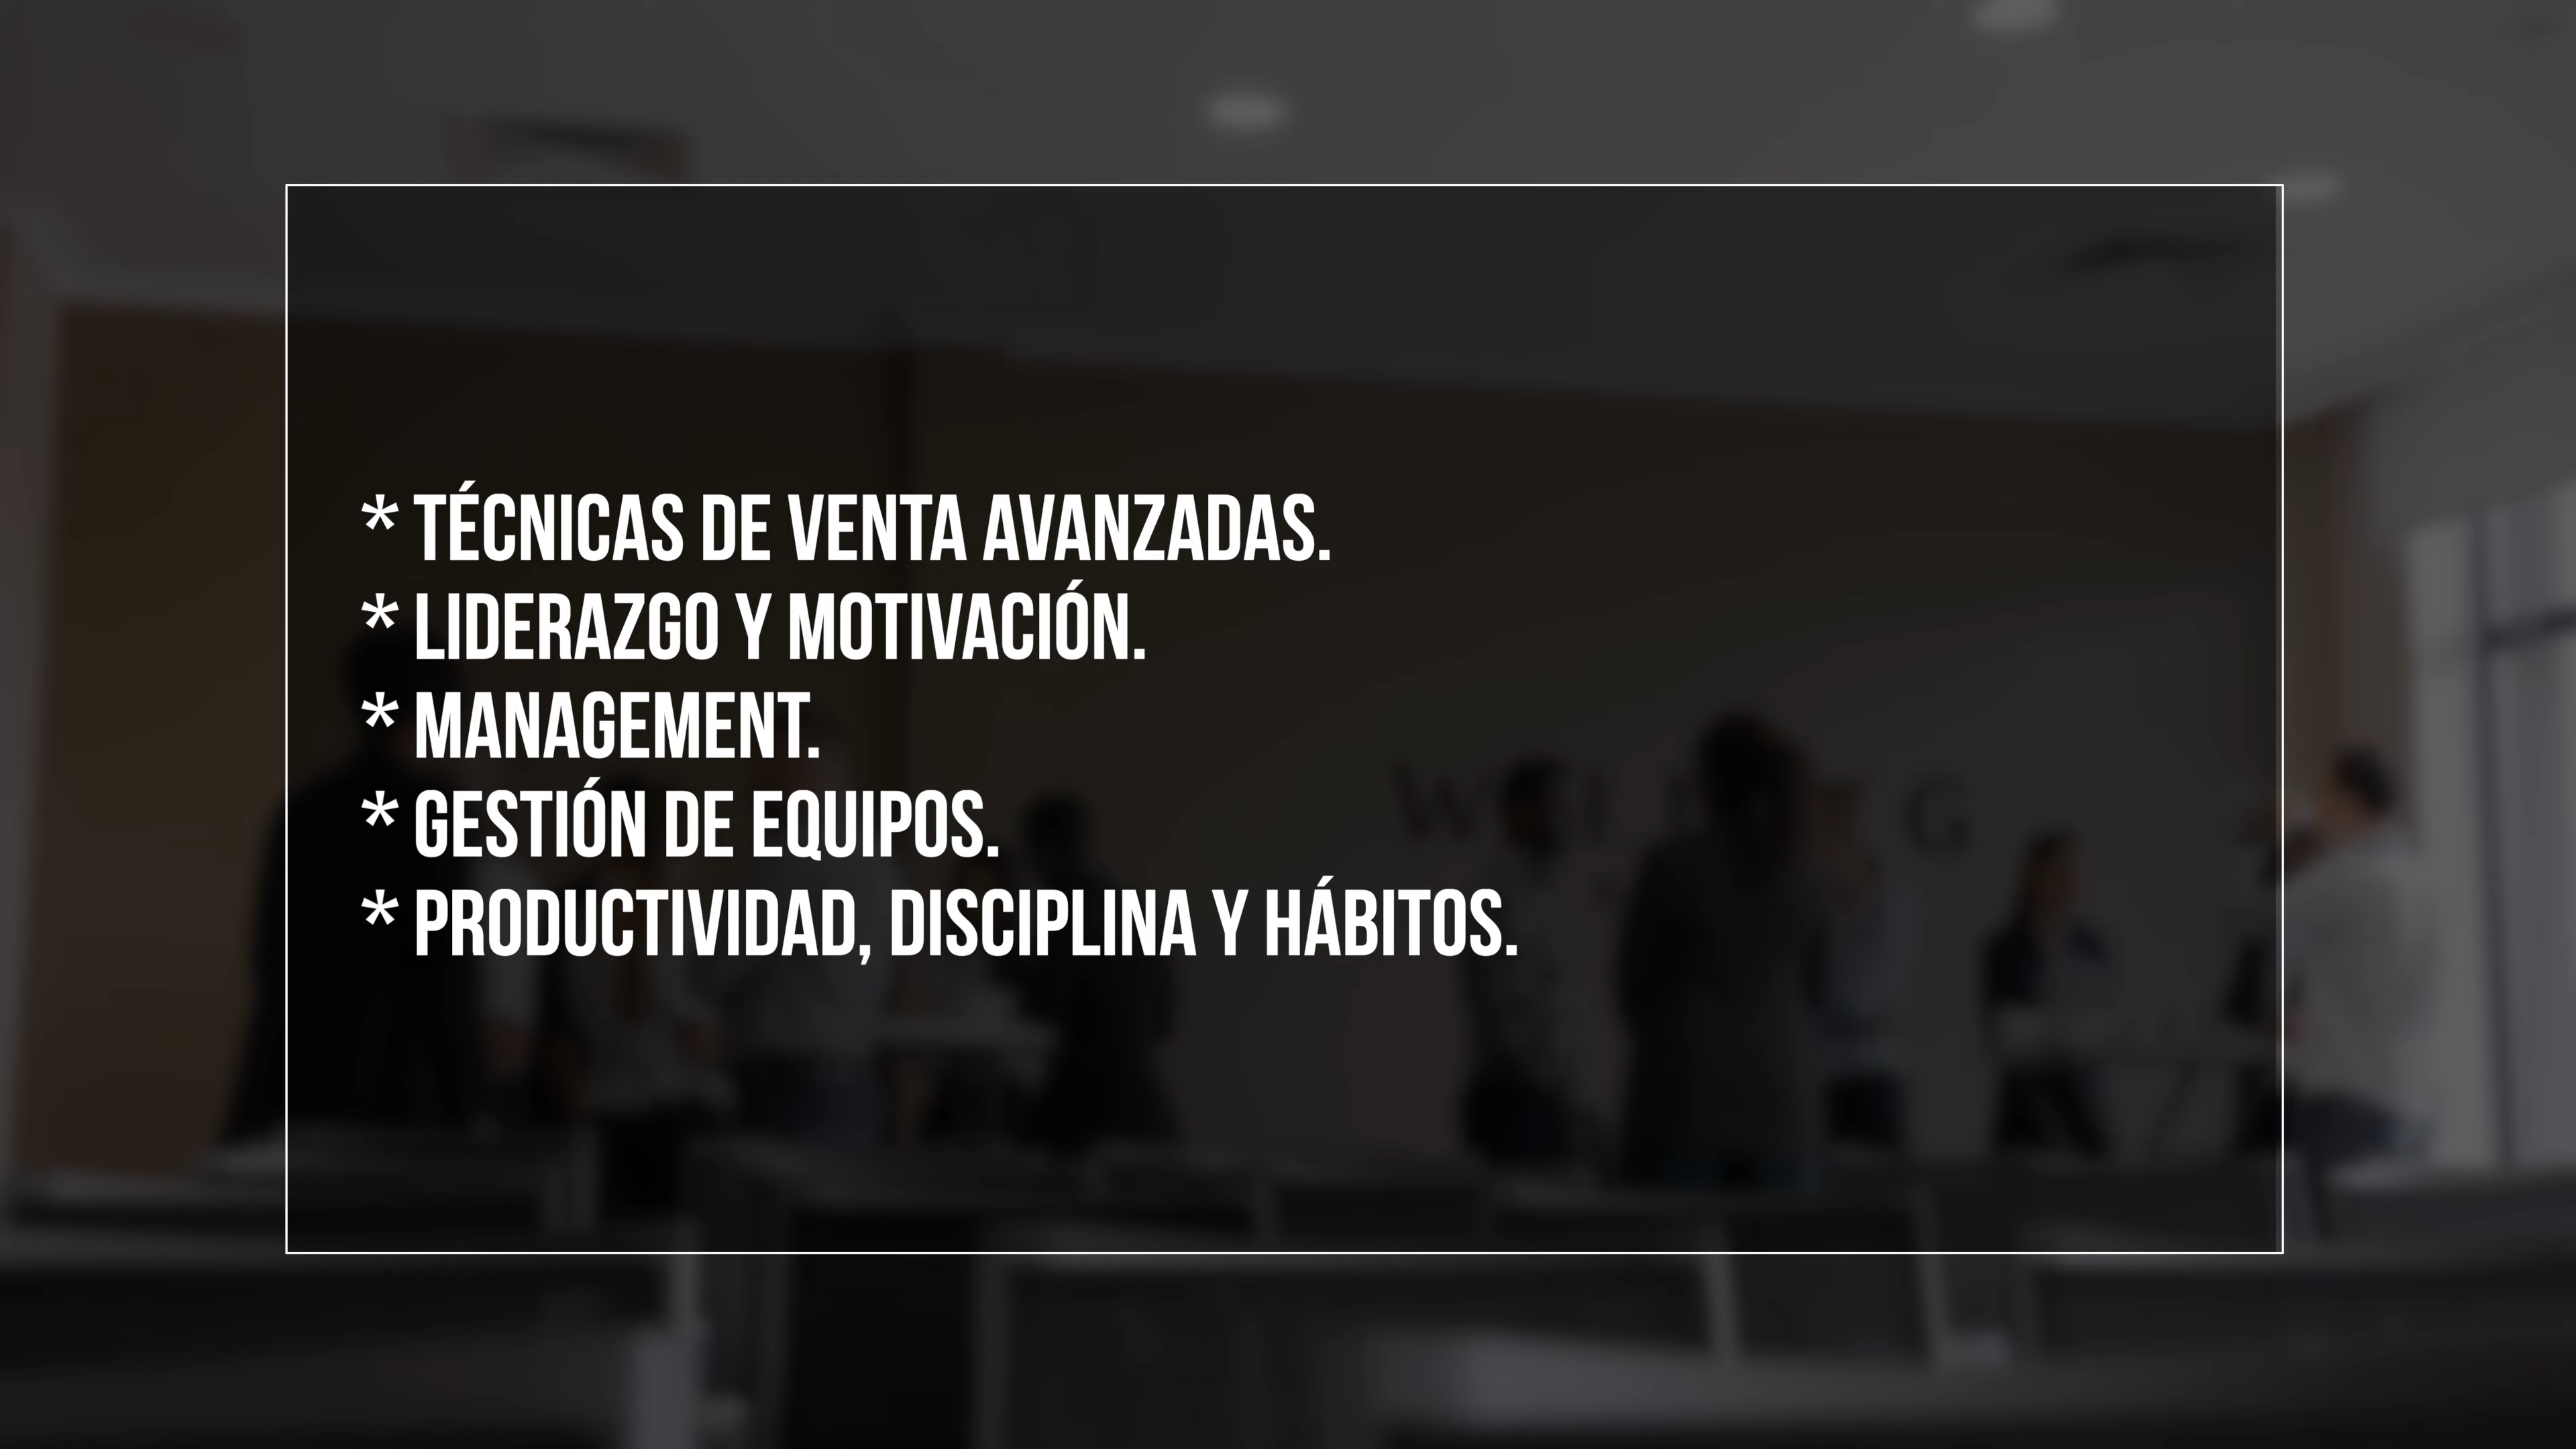 * TÉCNICAS DE VENTA AVANZADAS.
* LIDERAZGO Y MOTIVACIÓN.
* MANAGEMENT.
* GESTIÓN DE EQUIPOS.
* PRODUCTIVIDAD, DISCIPLINA Y HÁBITOS.